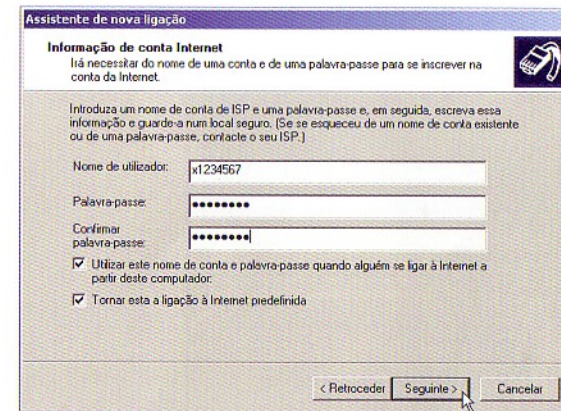 Assistente de nova ligação
Informação de conta Internet
Irá necessitar do nome de uma conta e de uma palavra-passe para se inscrever na
conta da Internet.
Introduza um nome de conta de ISP e uma palavra-passe e, em seguida, escreva essa
informação e guarde-a num local seguro. (Se se esqueceu de um nome de conta existente
ou de uma palavra-passe, contacte o seu ISP.)
Nome de utilizador: x1234567
Palavra-passe: ●●●●●●●●
Confirmar
palavra-passe: ●●●●●●●●
Utilizar este nome de conta e palavra-passe quando alguém se ligar à Internet a
partir deste computador.
Tornar esta a ligação à Internet predefinida
< Retroceder Seguinte > Cancelar